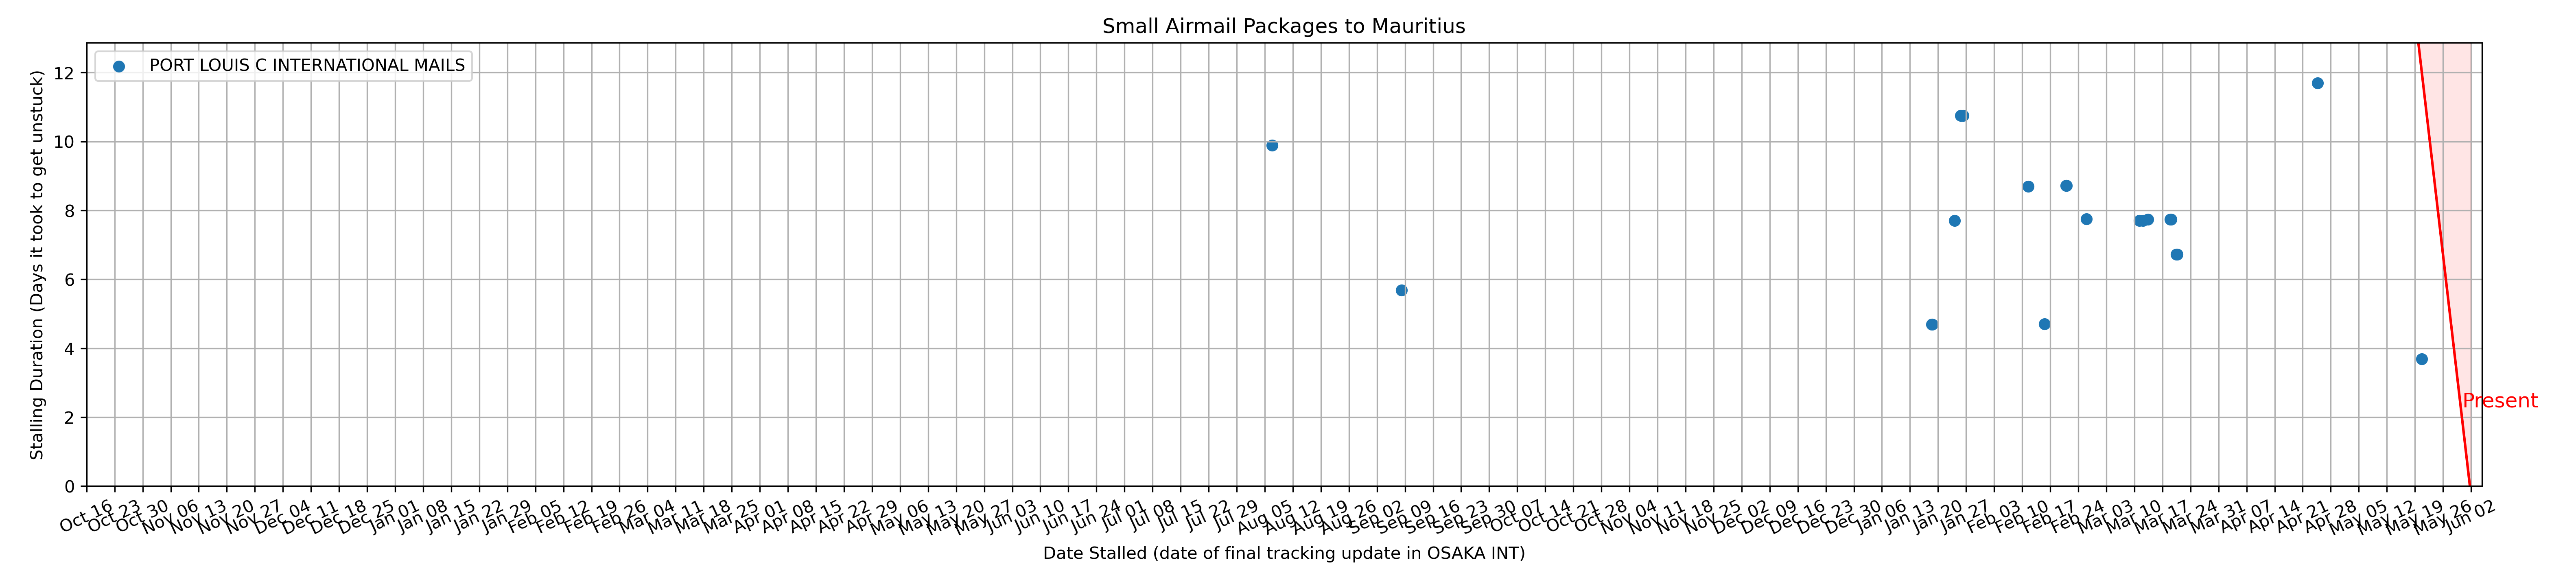 Small Airmail Packages to Mauritius
PORT LOUIS C INTERNATIONAL MAILS
Stalling Duration (Days it took to get unstuck)
12
10
8
6
4
2
0
Present
Oct 16
Oct 23
Oct 30
Nov 06
Nov 13
Nov 20
Nov 27
Dec 04
Dec 11
Dec 18
Dec 25
Jan 01
Jan 08
Jan 15
Jan 22
Jan 29
Feb 05
Feb 12
Feb 19
Feb 26
Mar 04
Mar 11
Mar 18
Mar 25
Apr 01
Apr 08
Apr 15
Apr 22
Apr 29
May 06
May 13
May 20
May 27
Jun 03
Jun 10
Jun 17
Jun 24
Jul 01
Jul 08
Jul 15
Jul 22
Jul 29
Aug 05
Aug 12
Aug 19
Aug 26
Sep 02
Sep 09
Sep 16
Sep 23
Sep 30
Oct 07
Oct 14
Oct 21
Oct 28
Nov 04
Nov 11
Nov 18
Nov 25
Dec 02
Dec 09
Dec 16
Dec 23
Dec 30
Jan 06
Jan 13
Jan 20
Jan 27
Feb 03
Feb 10
Feb 17
Feb 24
Mar 03
Mar 10
Mar 17
Mar 24
Mar 31
Apr 07
Apr 14
Apr 21
Apr 28
May 05
May 12
May 19
May 26
Jun 02
Date Stalled (date of final tracking update in OSAKA INT)